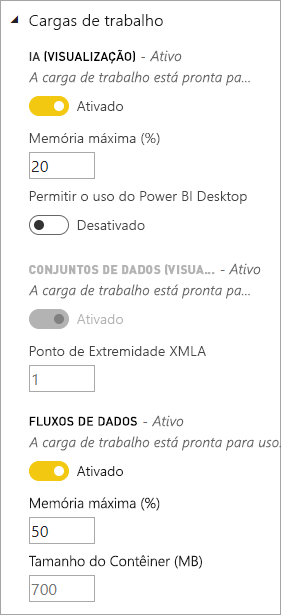 Cargas de trabalho
IA (VISUALIZAÇÃO) - Ativo
A carga de trabalho está pronta pa...
Ativado
Memória máxima (%)
20
Permitir o uso do Power BI Desktop
Desativado
CONJUNTOS DE DADOS (VISUA... - Ativo
A carga de trabalho está pronta pa...
Ativado
Ponto de Extremidade XMLA
1
FLUXOS DE DADOS - Ativo
A carga de trabalho está pronta para uso.
Ativado
Memória máxima (%)
50
Tamanho do Contêiner (MB)
700